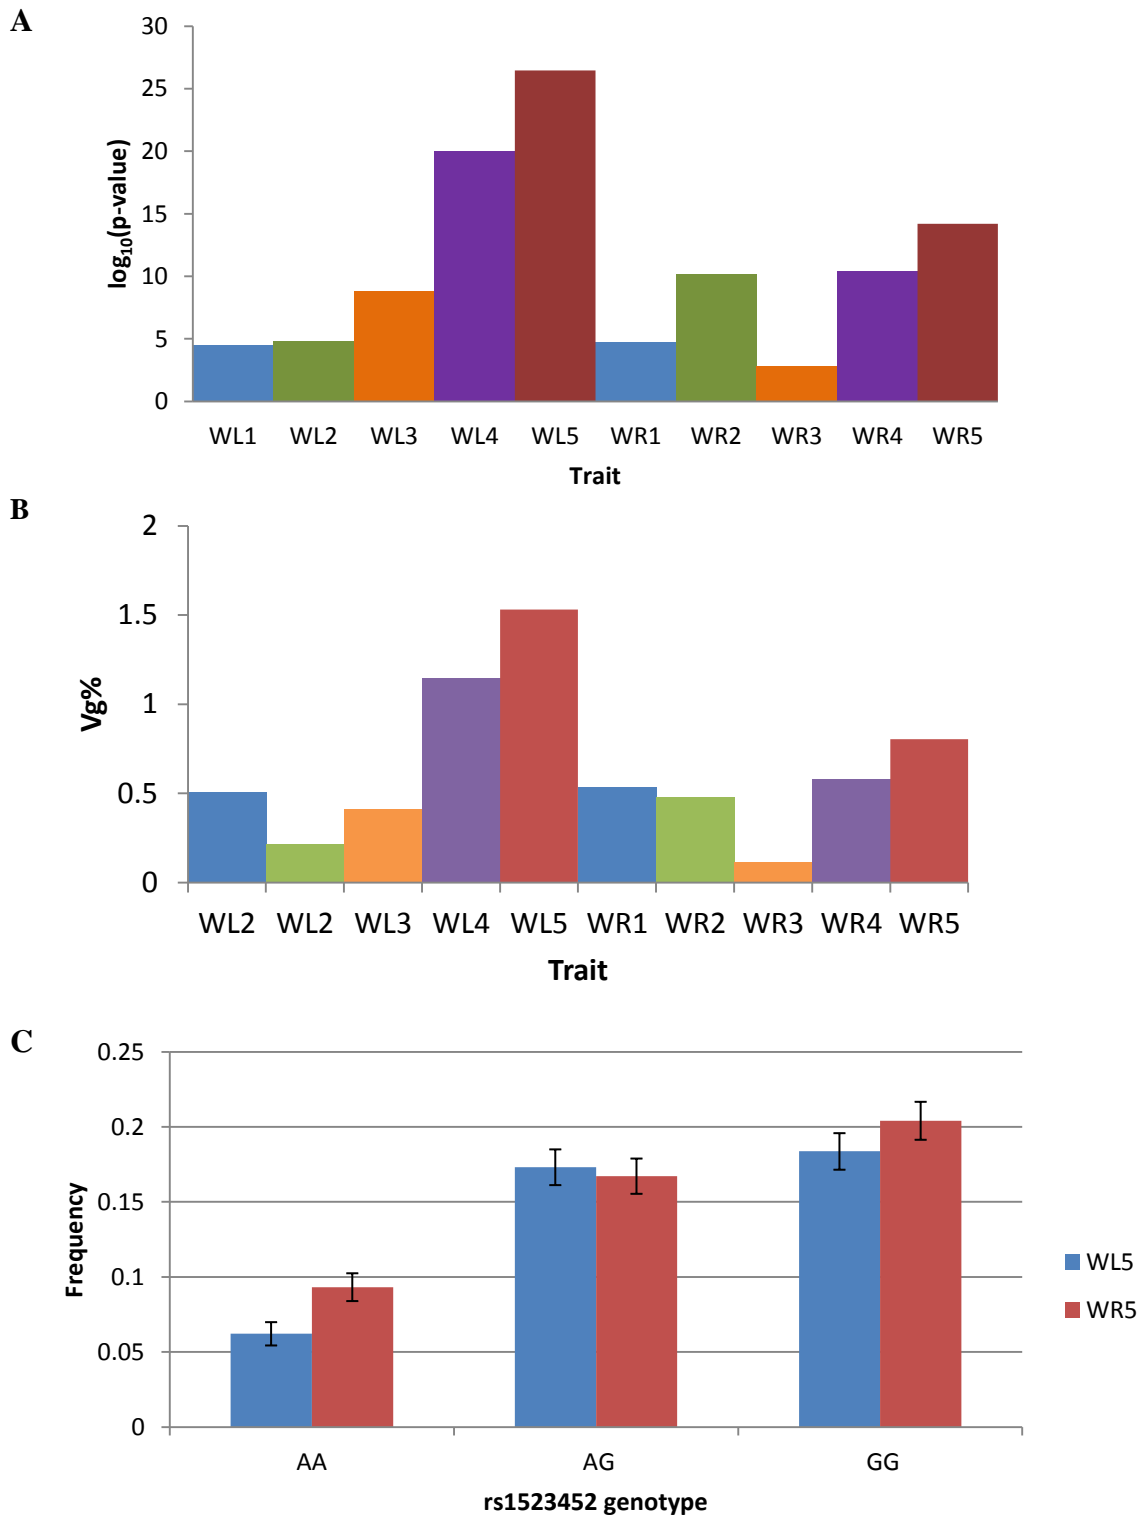 A
30
25
20
15
10
5
0
log₁₀(p-value)
WL1 WL2 WL3 WL4 WL5 WR1 WR2 WR3 WR4 WR5
Trait
B
2
1.5
1
0.5
0
Vg%
WL2 WL2 WL3 WL4 WL5 WR1 WR2 WR3 WR4 WR5
Trait
C
0.25
0.2
0.15
0.1
0.05
0
Frequency
AA AG GG
rs1523452 genotype
WL5
WR5